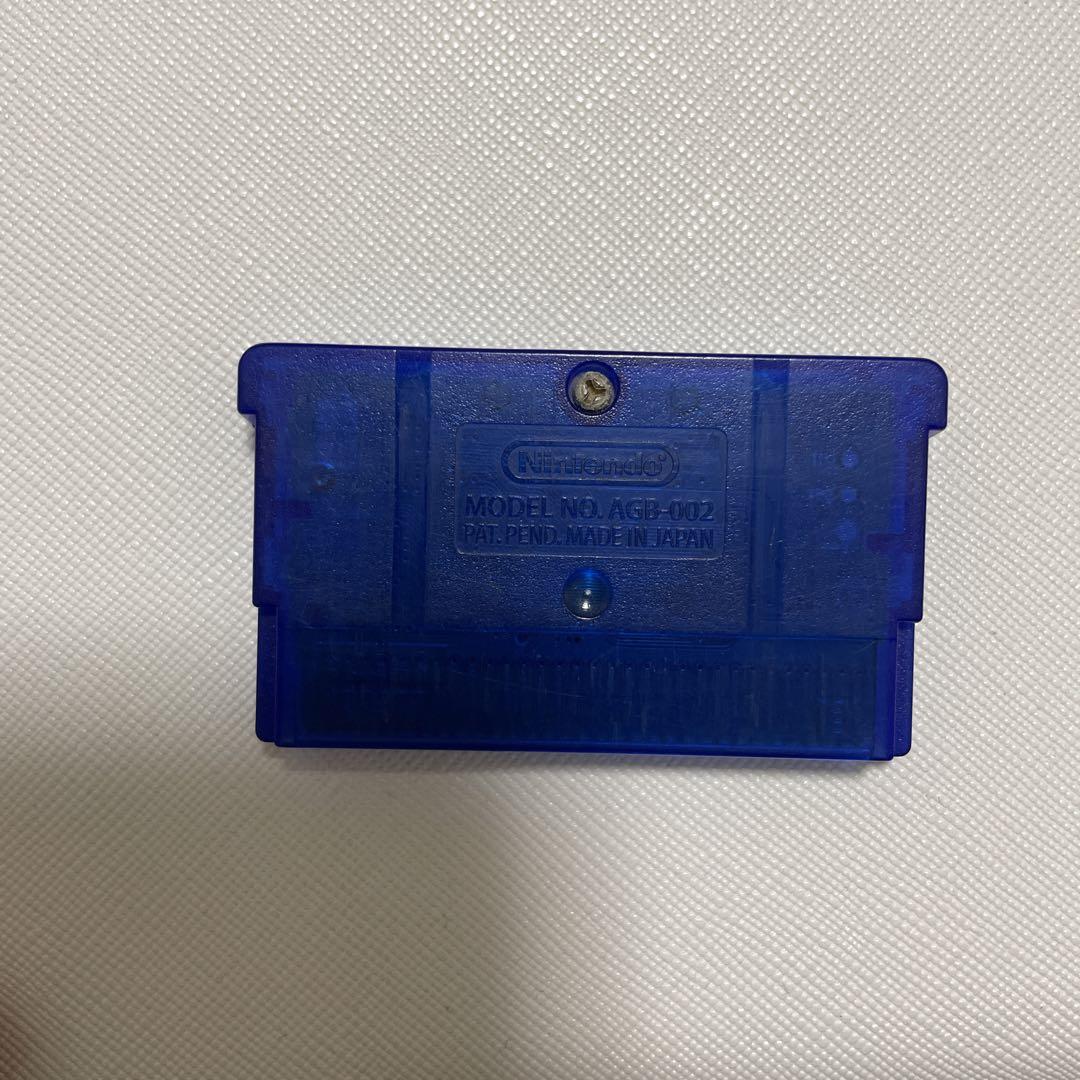 Nintendo®
MODEL NO. AGB-002
PAT. PEND. MADE IN JAPAN